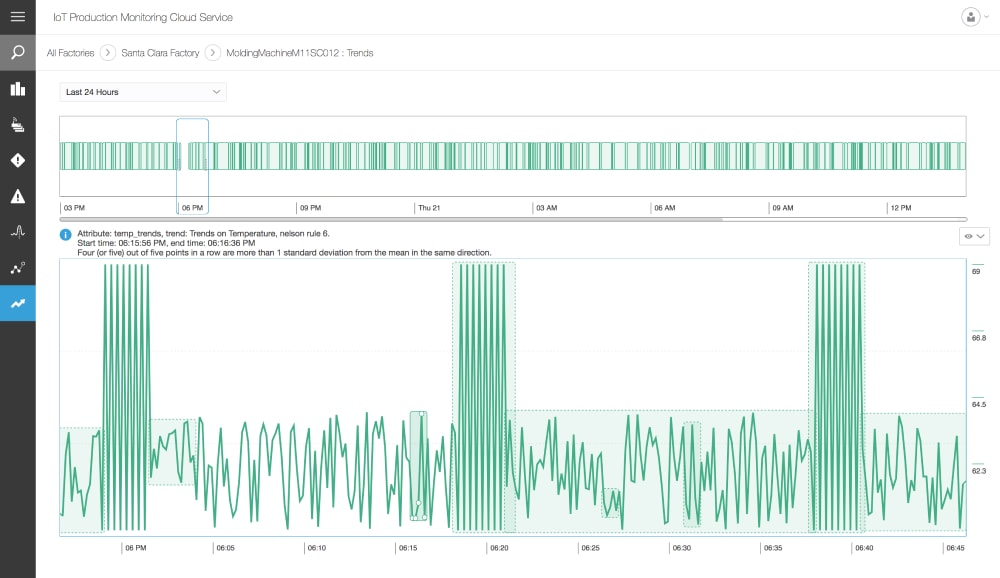 IoT Production Monitoring Cloud Service
All Factories > Santa Clara Factory > MoldingMachineM11SC012 : Trends
Last 24 Hours
03 PM 06 PM 09 PM Thu 21 03 AM 06 AM 09 AM 12 PM
Attribute: temp_trends, trend: Trends on Temperature, nelson rule 6.
Start time: 06:15:56 PM, end time: 06:16:36 PM
Four (or five) out of five points in a row are more than 1 standard deviation from the mean in the same direction.
69
66.8
64.5
62.3
06 PM 06:05 06:10 06:15 06:20 06:25 06:30 06:35 06:40 06:45